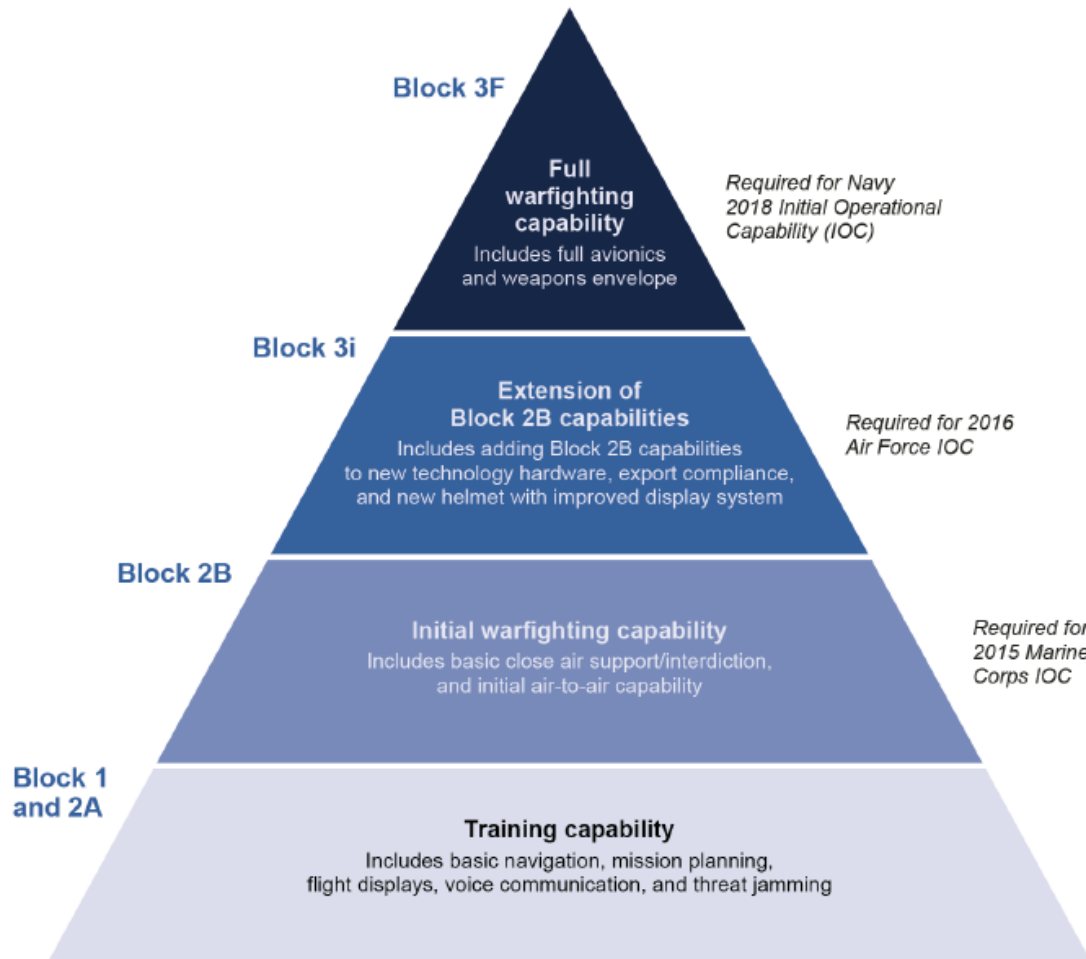 Block 3F
Full
warfighting
capability
Includes full avionics
and weapons envelope
Required for Navy
2018 Initial Operational
Capability (IOC)
Block 3i
Extension of
Block 2B capabilities
Includes adding Block 2B capabilities
to new technology hardware, export compliance,
and new helmet with improved display system
Required for 2016
Air Force IOC
Block 2B
Initial warfighting capability
Includes basic close air support/interdiction,
and initial air-to-air capability
Required for
2015 Marine
Corps IOC
Block 1
and 2A
Training capability
Includes basic navigation, mission planning,
flight displays, voice communication, and threat jamming